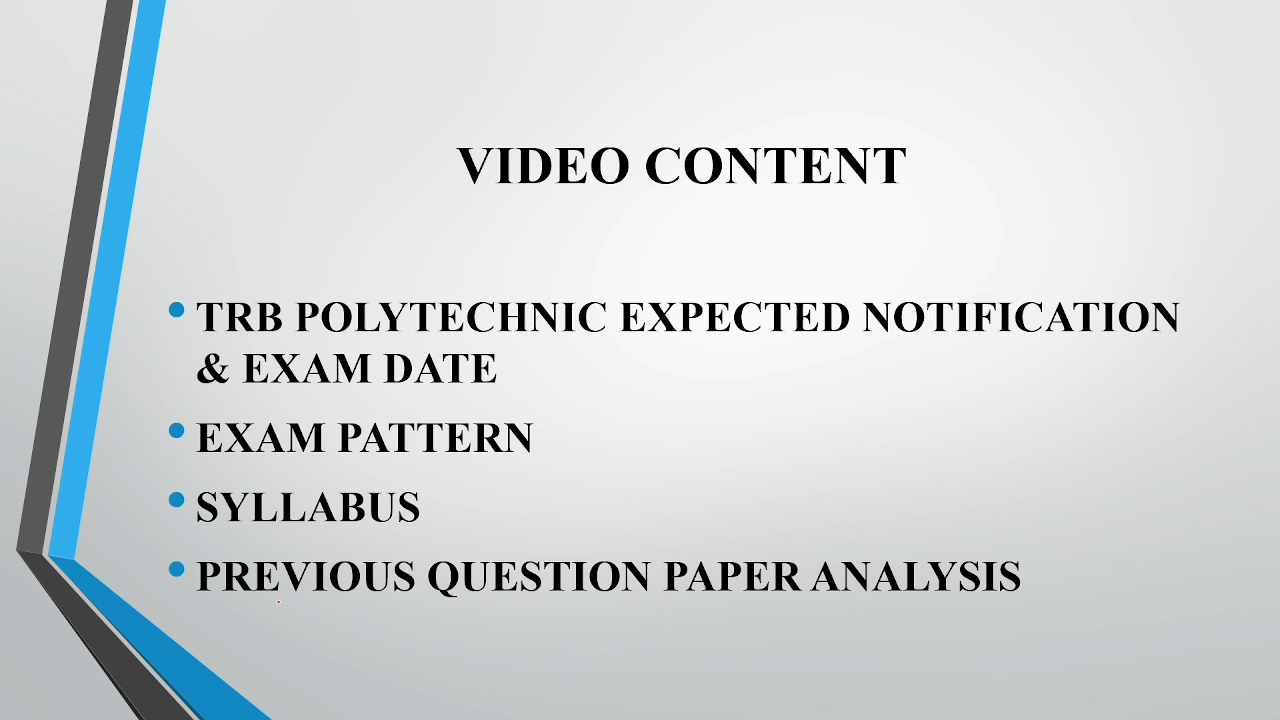 VIDEO CONTENT
• TRB POLYTECHNIC EXPECTED NOTIFICATION
& EXAM DATE
• EXAM PATTERN
• SYLLABUS
• PREVIOUS QUESTION PAPER ANALYSIS